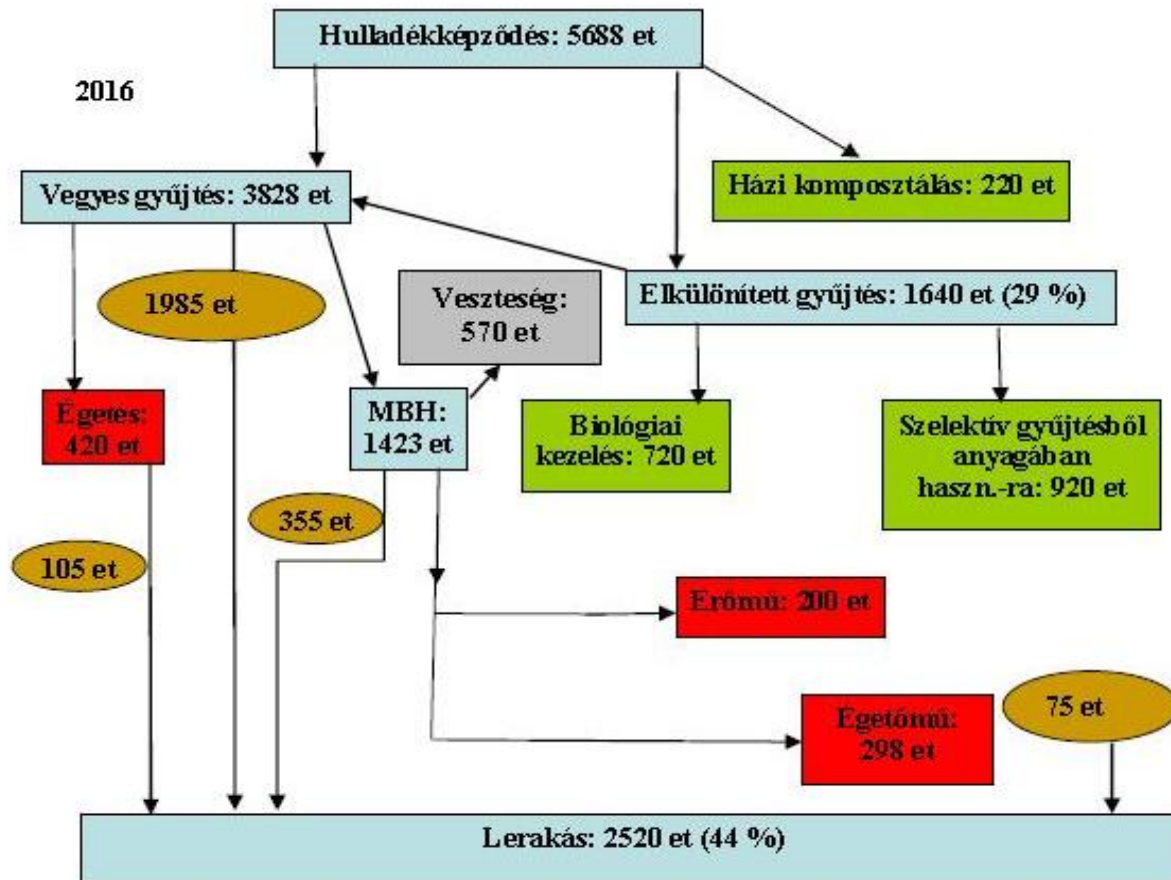 Hulladékképződés: 5688 et
2016
Vegyes gyűjtés: 3828 et
Házi komposztálás: 220 et
1985 et
Veszteség:
570 et
Elkülönített gyűjtés: 1640 et (29 %)
Égetés:
420 et
MBH:
1423 et
Biológiai
kezelés: 720 et
Szelektív gyűjtésből
anyagában
haszn.-ra: 920 et
355 et
105 et
Erőmű: 200 et
Égetőmű:
298 et
75 et
Lerakás: 2520 et (44 %)